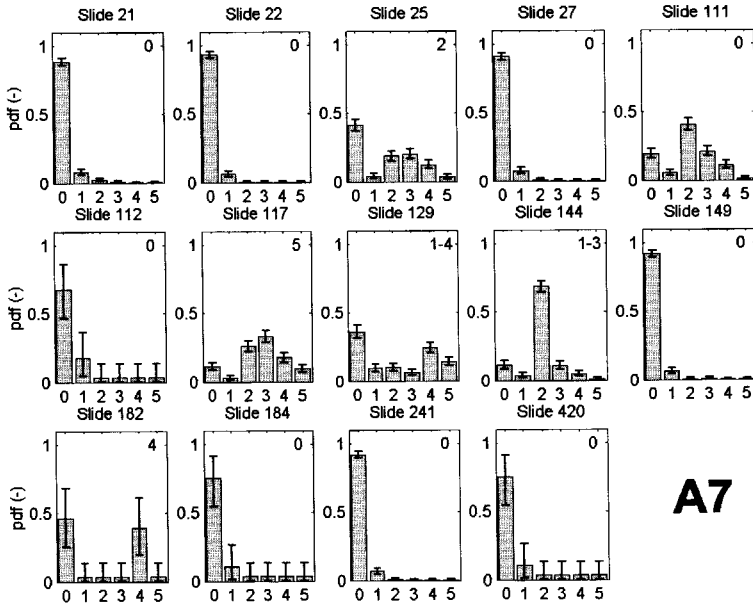 Slide 21 Slide 22 Slide 25 Slide 27 Slide 111
1 1 1 1 1
0 0 2 0 0
pdf (-)
0.5 0.5 0.5 0.5 0.5
0 0 0 0 0
0 1 2 3 4 5 0 1 2 3 4 5 0 1 2 3 4 5 0 1 2 3 4 5 0 1 2 3 4 5
Slide 112 Slide 117 Slide 129 Slide 144 Slide 149
1 1 1 1 1
0 5 1-4 1-3 0
pdf (-)
0.5 0.5 0.5 0.5 0.5
0 0 0 0 0
0 1 2 3 4 5 0 1 2 3 4 5 0 1 2 3 4 5 0 1 2 3 4 5 0 1 2 3 4 5
Slide 182 Slide 184 Slide 241 Slide 420
1 1 1 1
4 0 0 0
pdf (-)
0.5 0.5 0.5 0.5
0 0 0 0
0 1 2 3 4 5 0 1 2 3 4 5 0 1 2 3 4 5 0 1 2 3 4 5
A7